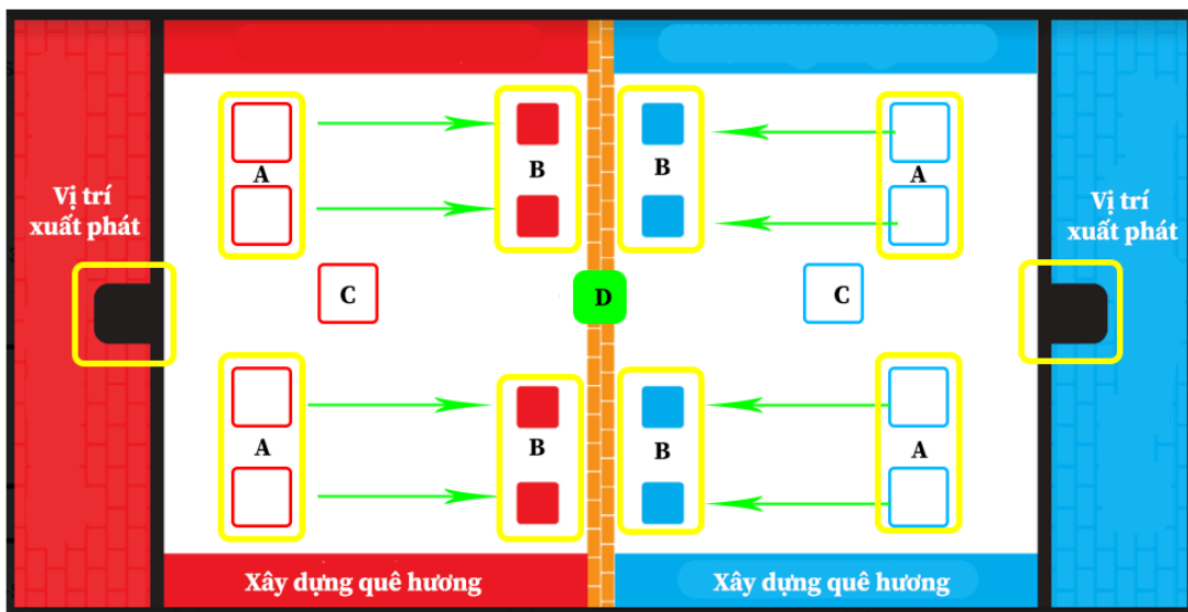 A
B
B
A
Vị trí
xuất phát
Vị trí
xuất phát
C
D
C
A
B
B
A
Xây dựng quê hương
Xây dựng quê hương